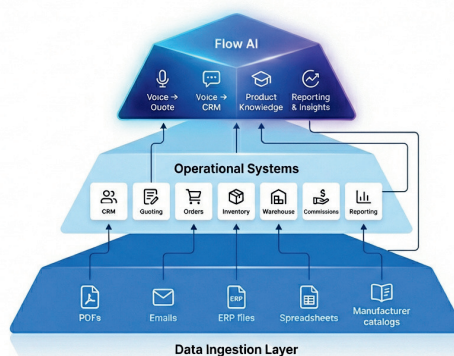 Flow AI
Voice →
Quote
Voice →
CRM
Product
Knowledge
Reporting
& Insights
Operational Systems
CRM
Quoting
Orders
Inventory
Warehouse
Commissions
Reporting
PDFs
Emails
ERP
ERP files
Spreadsheets
Manufacturer
catalogs
Data Ingestion Layer